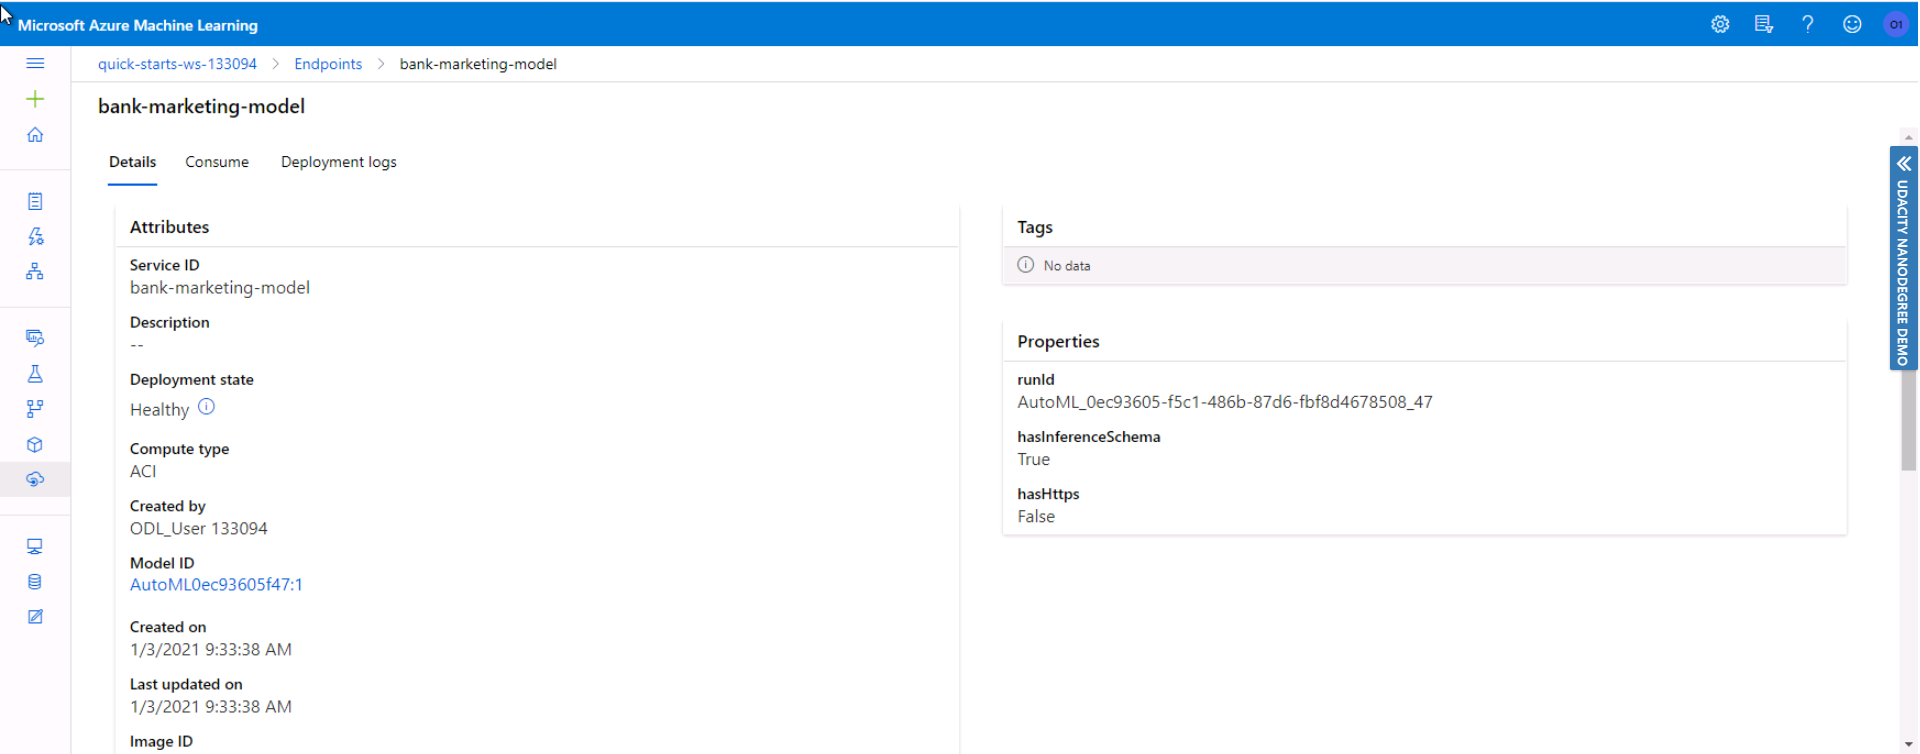 Microsoft Azure Machine Learning
O1
quick-starts-ws-133094 > Endpoints > bank-marketing-model
bank-marketing-model
Details Consume Deployment logs
Attributes
Service ID
bank-marketing-model
Description
--
Deployment state
Healthy
Compute type
ACI
Created by
ODL_User 133094
Model ID
AutoML0ec93605f47:1
Created on
1/3/2021 9:33:38 AM
Last updated on
1/3/2021 9:33:38 AM
Image ID
Tags
No data
Properties
runId
AutoML_0ec93605-f5c1-486b-87d6-fbf8d4678508_47
hasInferenceSchema
True
hasHttps
False
UDACITY NANODEGREE DEMO